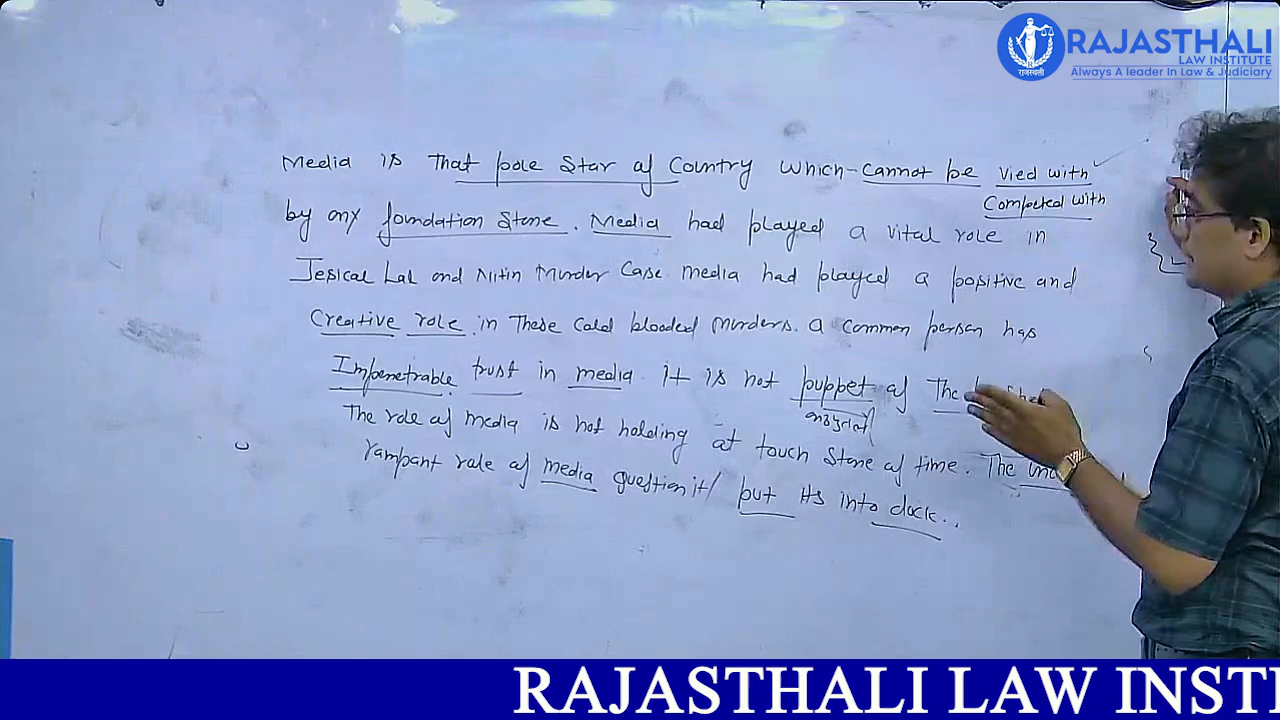 RAJASTHALI
LAW INSTITUTE
Always A leader In Law & Judiciary
राजस्थली
Media is That pole Star of Country which cannot be vied with
Competed with
by any foundation Stone. Media had played a vital role in
Jesical Lal and Nitin Murder Case media had played a positive and
Creative role in These Cold blooded murders. a common person has
Impenetrable trust in media. it is not puppet of The
The role of media is not holding at touch Stone of time. The
rampant role of media question it/ put its into dock..
RAJASTHALI LAW INSTI